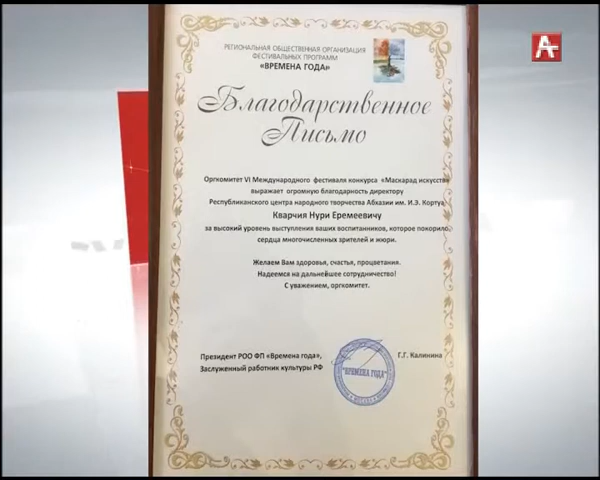 РЕГИОНАЛЬНАЯ ОБЩЕСТВЕННАЯ ОРГАНИЗАЦИЯ
ФЕСТИВАЛЬНЫХ ПРОГРАММ
«ВРЕМЕНА ГОДА»
Благодарственное
Письмо
Оргкомитет VI Международного фестиваля конкурса «Маскарад искусств»
выражает огромную благодарность директору
Республиканского центра народного творчества Абхазии им. И.Э. Кортуа,
Кварчия Нури Еремеевичу
за высокий уровень выступления ваших воспитанников, которое покорило
сердца многочисленных зрителей и жюри.
Желаем Вам здоровья, счастья, процветания.
Надеемся на дальнейшее сотрудничество!
С уважением, оргкомитет.
Президент РОО ФП «Времена года»,
Заслуженный работник культуры РФ
Г.Г. Калинина
"ВРЕМЕНА ГОДА"